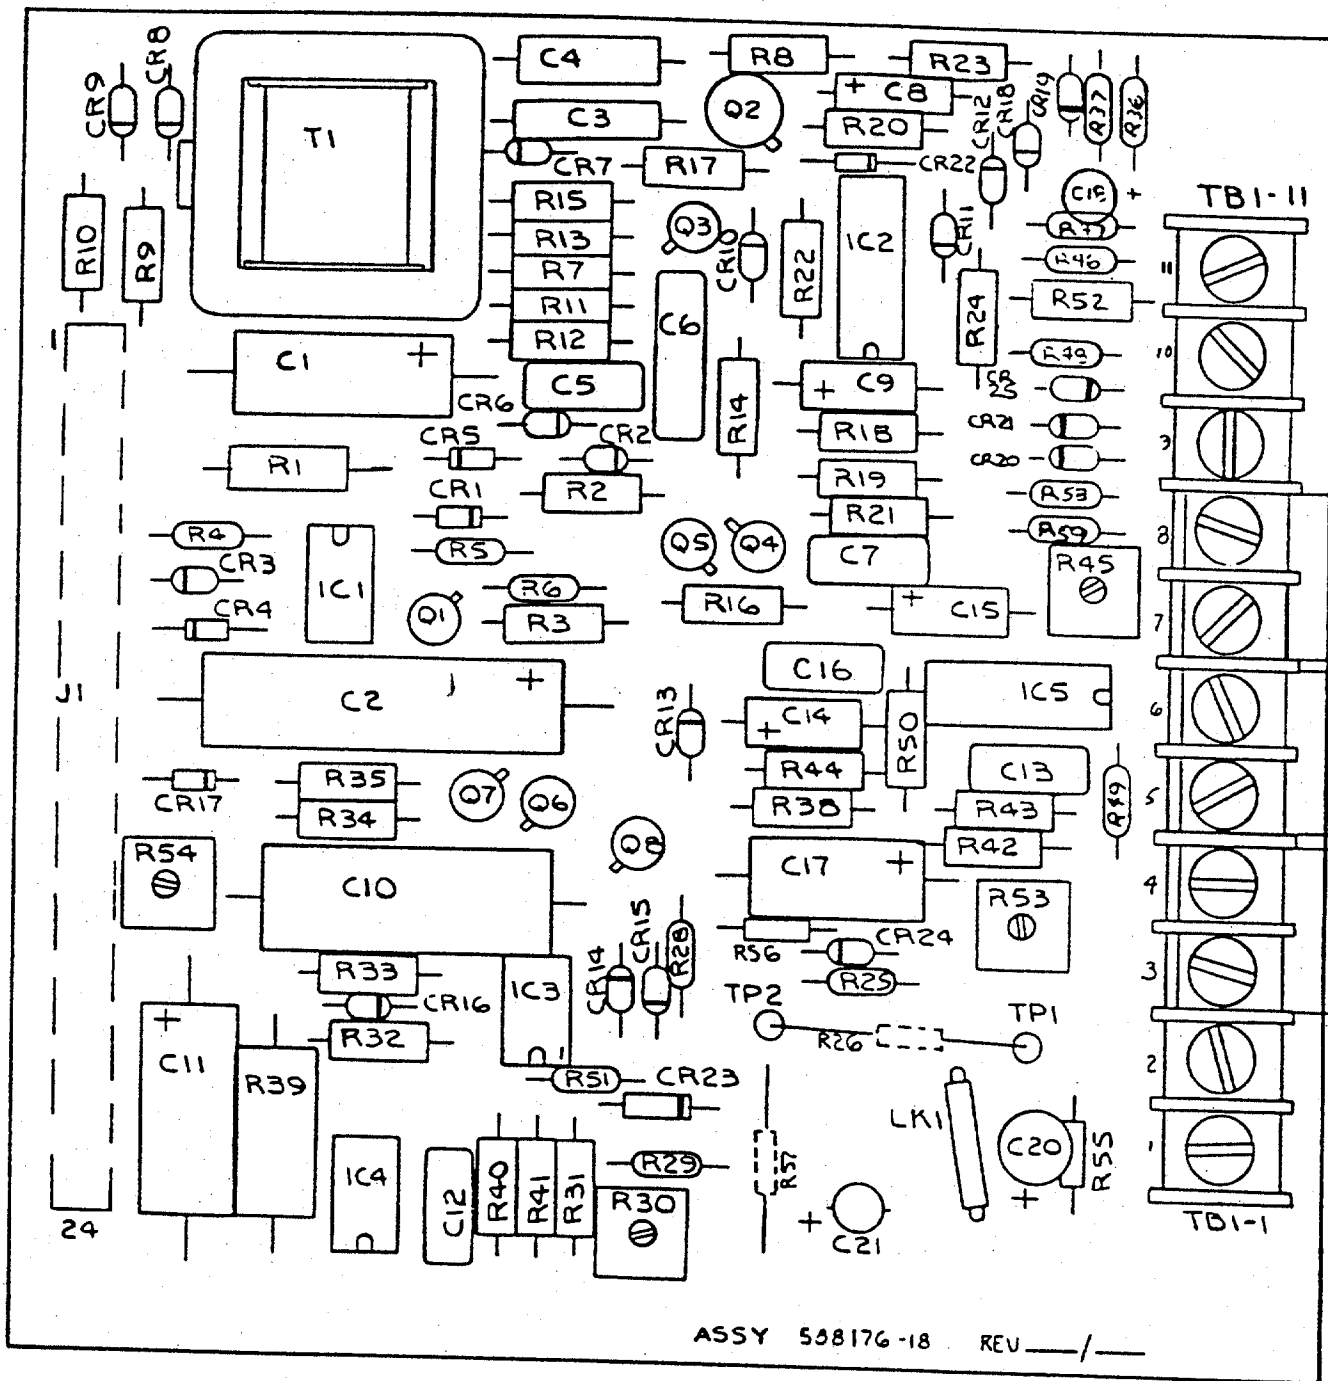 C4
R8
R23
CR9
CR8
T1
C3
Q2
+ C8
R20
CR12
CR18
CR19
R37
R36
CR7
R17
CR22
R15
R13
R7
R11
R12
Q3
CR10
R22
IC2
CR11
R24
+
TB1-11
R10
R9
C6
R46
R52
11
10
1
C1 +
C5
R14
+ C9
CR
25
CR6
CR5
CR2
R18
CR21
CR20
9
R1
CR1
R2
R19
R21
R53
R59
8
R4
CR3
CR4
IC1
R5
Q5
Q4
C7
R45
R6
Q1
R3
R16
+ C15
7
J1
C2 +
C16
IC5
6
CR13
C14
+
R50
R44
R38
C13
R43
R49
5
CR17
R35
R34
Q7
Q6
Q8
R42
R54
C10
C17 +
R53
4
CR15
R28
R56
CR24
R25
3
R33
CR16
R32
IC3
CR14
TP2
TP1
R26
2
+
C11
R39
R51
CR23
LK1
C20
+
R55
1
IC4
C12
R40
R41
R31
R29
R30
R57
+
C21
24
TB1-1
ASSY 538176-18 REV ___/___